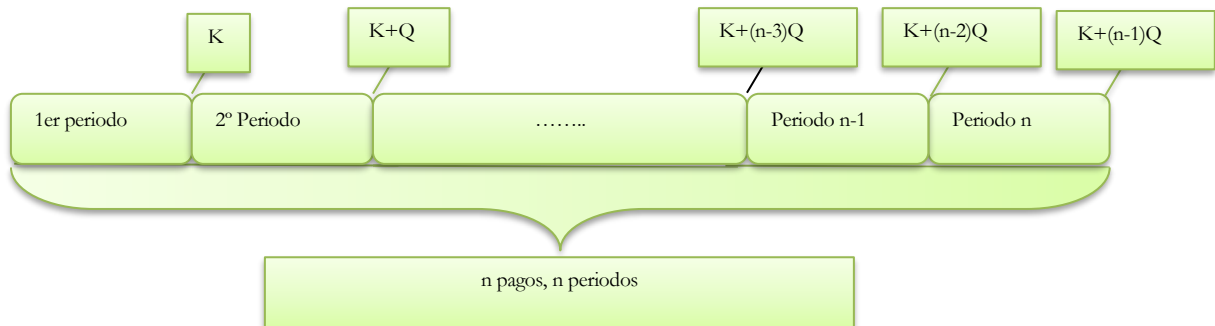 K
K+Q
K+(n-3)Q
K+(n-2)Q
K+(n-1)Q
1er periodo
2º Periodo
……..
Periodo n-1
Periodo n
n pagos, n periodos